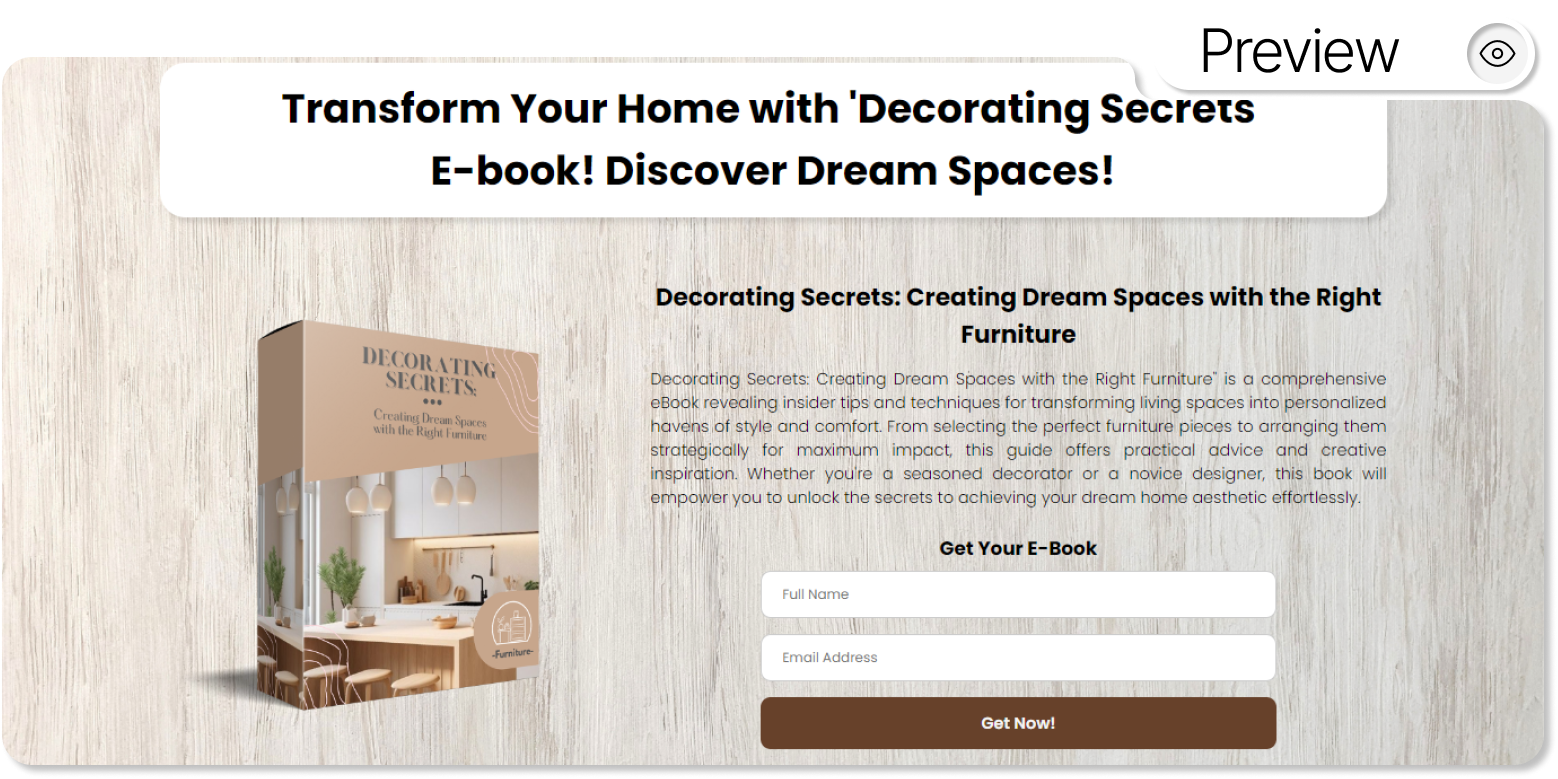 Preview
Transform Your Home with 'Decorating Secrets
E-book! Discover Dream Spaces!
Decorating Secrets: Creating Dream Spaces with the Right
Furniture
Decorating Secrets: Creating Dream Spaces with the Right Furniture" is a comprehensive
eBook revealing insider tips and techniques for transforming living spaces into personalized
havens of style and comfort. From selecting the perfect furniture pieces to arranging them
strategically for maximum impact, this guide offers practical advice and creative
inspiration. Whether you're a seasoned decorator or a novice designer, this book will
empower you to unlock the secrets to achieving your dream home aesthetic effortlessly.
DECORATING
SECRETS:
Creating Dream Spaces
with the Right Furniture
-Furniture-
Get Your E-Book
Full Name
Email Address
Get Now!